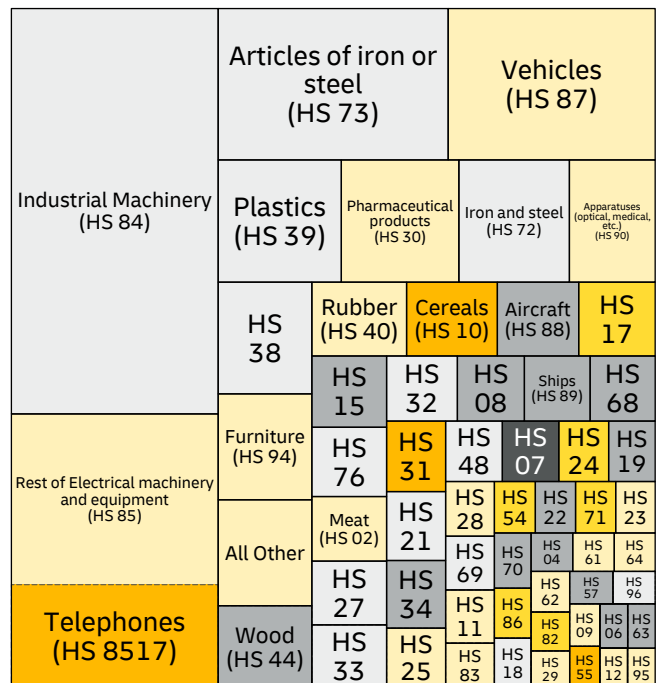 Industrial Machinery
(HS 84)
Articles of iron or
steel
(HS 73)
Vehicles
(HS 87)
Plastics
(HS 39)
Pharmaceutical
products
(HS 30)
Iron and steel
(HS 72)
Apparatuses
(optical, medical,
etc.)
(HS 90)
HS
38
Rubber
(HS 40)
Cereals
(HS 10)
Aircraft
(HS 88)
HS
17
HS
15
HS
32
HS
08
Ships
(HS 89)
HS
68
Rest of Electrical machinery
and equipment
(HS 85)
Furniture
(HS 94)
HS
76
HS
31
HS
48
HS
07
HS
24
HS
19
All Other
Meat
(HS 02)
HS
21
HS
28
HS
54
HS
22
HS
71
HS
23
HS
69
HS
70
HS
04
HS
61
HS
64
Telephones
(HS 8517)
Wood
(HS 44)
HS
27
HS
34
HS
11
HS
86
HS
62
HS
57
HS
96
HS
82
HS
09
HS
06
HS
63
HS
33
HS
25
HS
83
HS
18
HS
29
HS
55
HS
12
HS
95